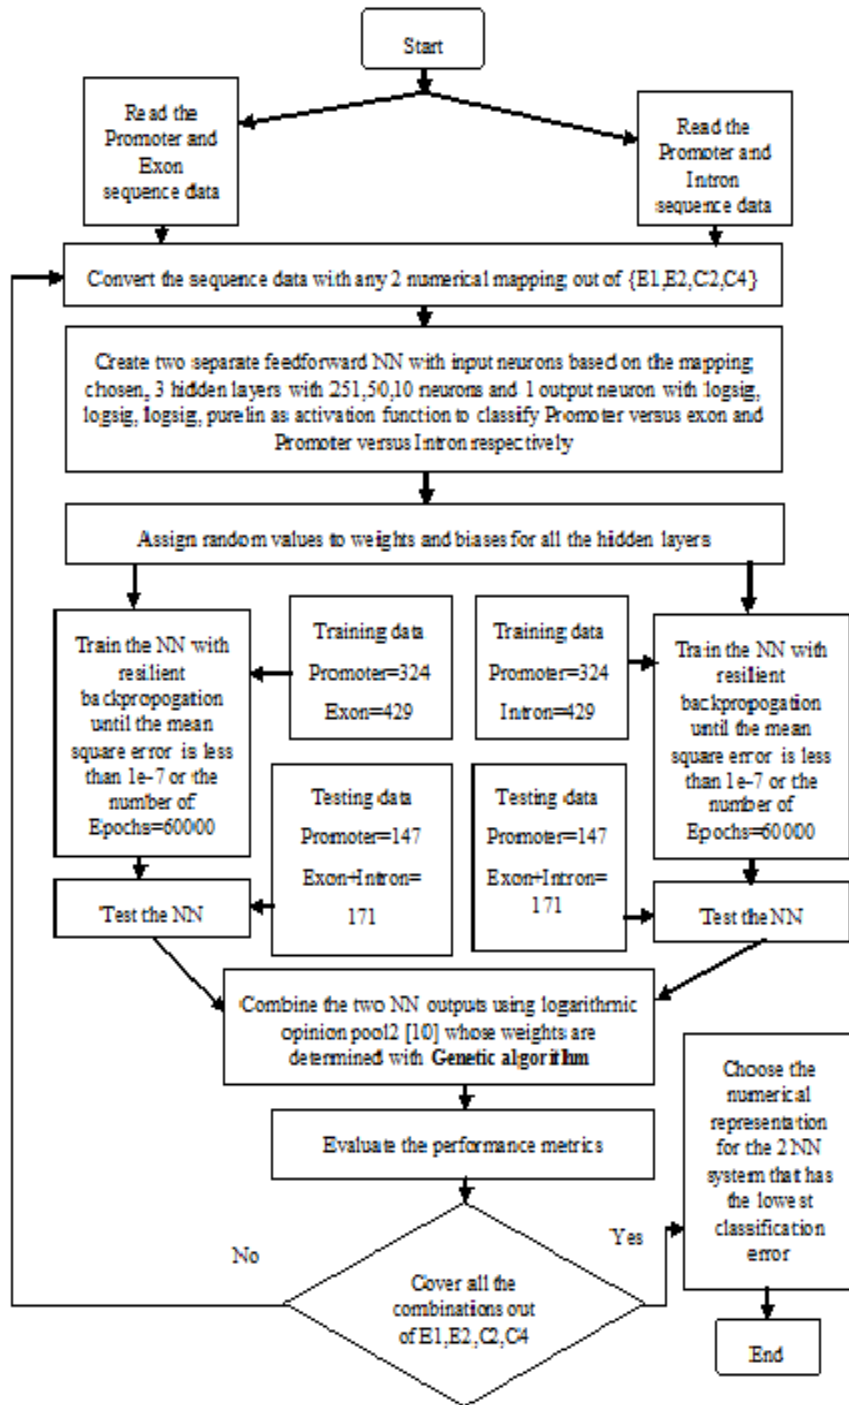 Start
Read the
Promoter and
Exon
sequence data
Read the
Promoter and
Intron
sequence data
Convert the sequence data with any 2 numerical mapping out of {E1,E2,C2,C4}
Create two separate feedforward NN with input neurons based on the mapping
chosen, 3 hidden layers with 251,50,10 neurons and 1 output neuron with logsig,
logsig, logsig, purelin as activation function to classify Promoter versus exon and
Promoter versus Intron respectively
Assign random values to weights and biases for all the hidden layers
Train the NN with
resilient
backpropogation
until the mean
square error is less
than 1e-7 or the
number of
Epochs=60000
Training data
Promoter=324
Exon=429
Training data
Promoter=324
Intron=429
Train the NN with
resilient
backpropogation
until the mean
square error is less
than 1e-7 or the
number of
Epochs=60000
Testing data
Promoter=147
Exon+Intron=
171
Testing data
Promoter=147
Exon+Intron=
171
Test the NN
Test the NN
Combine the two NN outputs using logarithmic
opinion pool2 [10] whose weights are
determined with Genetic algorithm
Evaluate the performance metrics
Choose the
numerical
representation
for the 2 NN
system that has
the lowest
classification
error
No
Yes
Cover all the
combinations out
of E1,E2,C2,C4
End